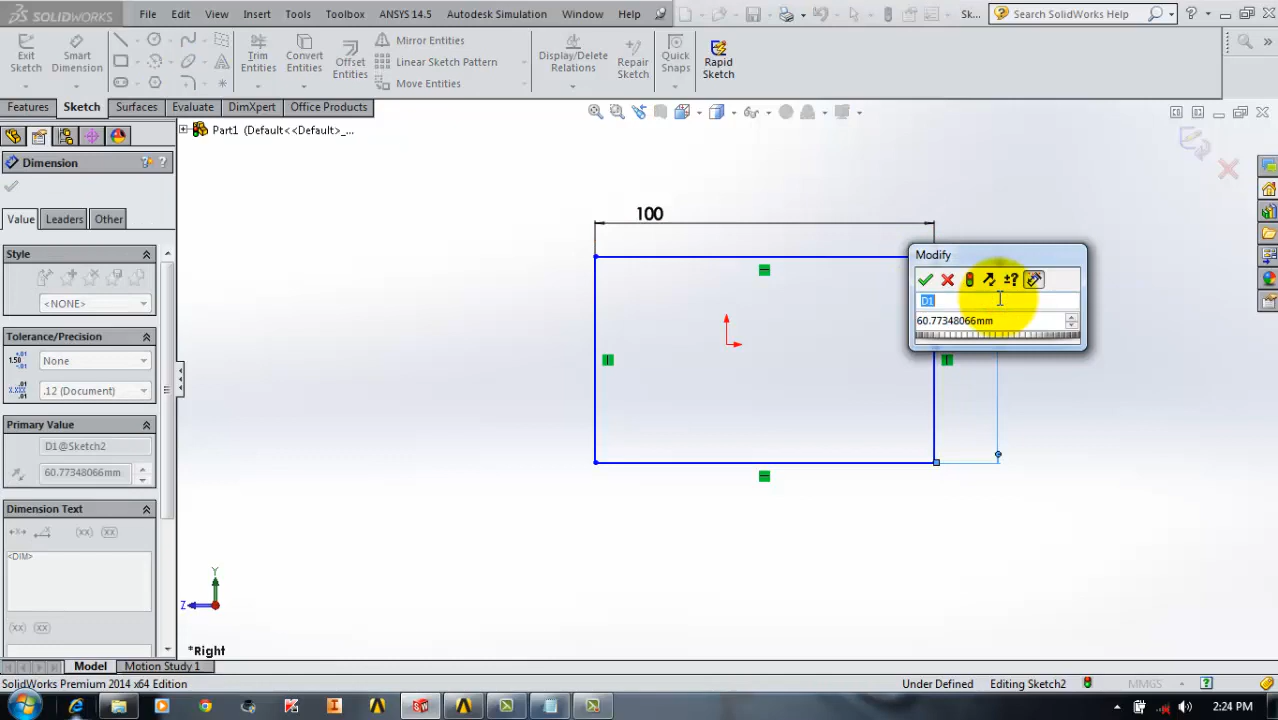 SOLIDWORKS File Edit View Insert Tools Toolbox ANSYS 14.5 Autodesk Simulation Window Help Sk... Search SolidWorks Help
Exit Sketch
Smart Dimension
Trim Entities
Convert Entities
Offset Entities
Mirror Entities
Linear Sketch Pattern
Move Entities
Display/Delete Relations
Repair Sketch
Quick Snaps
Rapid Sketch
Features Sketch Surfaces Evaluate DimXpert Office Products
Part1 (Default<<Default>_...
Dimension
Value Leaders Other
Style
<NONE>
Tolerance/Precision
None
.12 (Document)
Primary Value
D1@Sketch2
60.77348066mm
Dimension Text
<DIM>
100
Modify
D1
60.77348066mm
Y
Z
*Right
Model Motion Study 1
SolidWorks Premium 2014 x64 Edition Under Defined Editing Sketch2 MMGS
2:24 PM